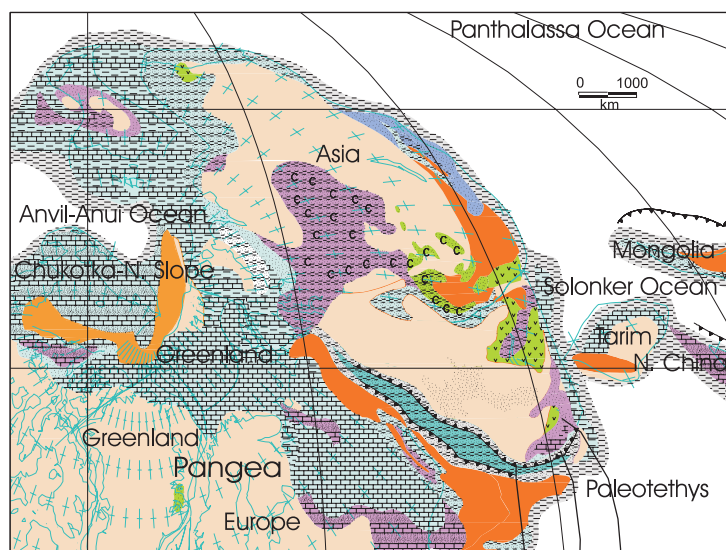 Panthalassa Ocean
0 1000
km
Asia
C C
C C
C C C
C C C C
C C C
C C C C C
C C C C C
C C
C C C
Anvil-Anui Ocean
Mongolia
Chukotka-N. Slope
Solonker Ocean
Tarim
Greenland
N. China
Greenland
Pangea
Paleotethys
Europe